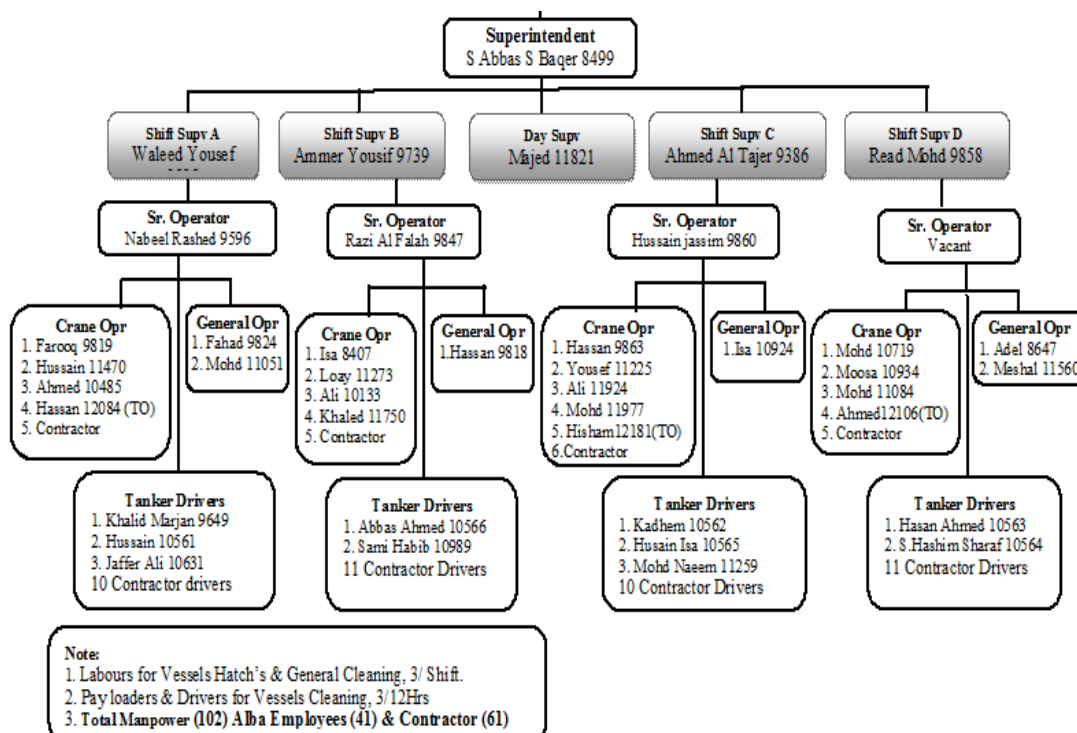 Superintendent
S Abbas S Baqer 8499
Shift Supv A
Waleed Yousef
- - - -
Shift Supv B
Ammer Yousif 9739
Day Supv
Majed 11821
Shift Supv C
Ahmed Al Tajer 9386
Shift Supv D
Read Mohd 9858
Sr. Operator
Nabeel Rashed 9596
Sr. Operator
Razi Al Falah 9847
Sr. Operator
Hussain jassim 9860
Sr. Operator
Vacant
Crane Opr
1. Farooq 9819
2. Hussain 11470
3. Ahmed 10485
4. Hassan 12084 (TO)
5. Contractor
General Opr
1. Fahad 9824
2. Mohd 11051
Crane Opr
1. Isa 8407
2. Loay 11273
3. Ali 10133
4. Khaled 11750
5. Contractor
General Opr
1.Hassan 9818
Crane Opr
1. Hassan 9863
2. Yousef 11225
3. Ali 11924
4. Mohd 11977
5. Hisham12181(TO)
6.Contractor
General Opr
1.Isa 10924
Crane Opr
1. Mohd 10719
2. Moosa 10934
3. Mohd 11084
4. Ahmed12106(TO)
5. Contractor
General Opr
1. Adel 8647
2. Meshal 11560
Tanker Drivers
1. Khalid Marjan 9649
2. Hussain 10561
3. Jaffer Ali 10631
10 Contractor drivers
Tanker Drivers
1. Abbas Ahmed 10566
2. Sami Habib 10989
11 Contractor Drivers
Tanker Drivers
1. Kadhem 10562
2. Husain Isa 10565
3. Mohd Naeem 11259
10 Contractor Drivers
Tanker Drivers
1. Hasan Ahmed 10563
2. S.Hashim Sharaf 10564
11 Contractor Drivers
Note:
1. Labours for Vessels Hatch's & General Cleaning, 3/ Shift.
2. Pay loaders & Drivers for Vessels Cleaning, 3/12Hrs
3. Total Manpower (102) Alba Employees (41) & Contractor (61)